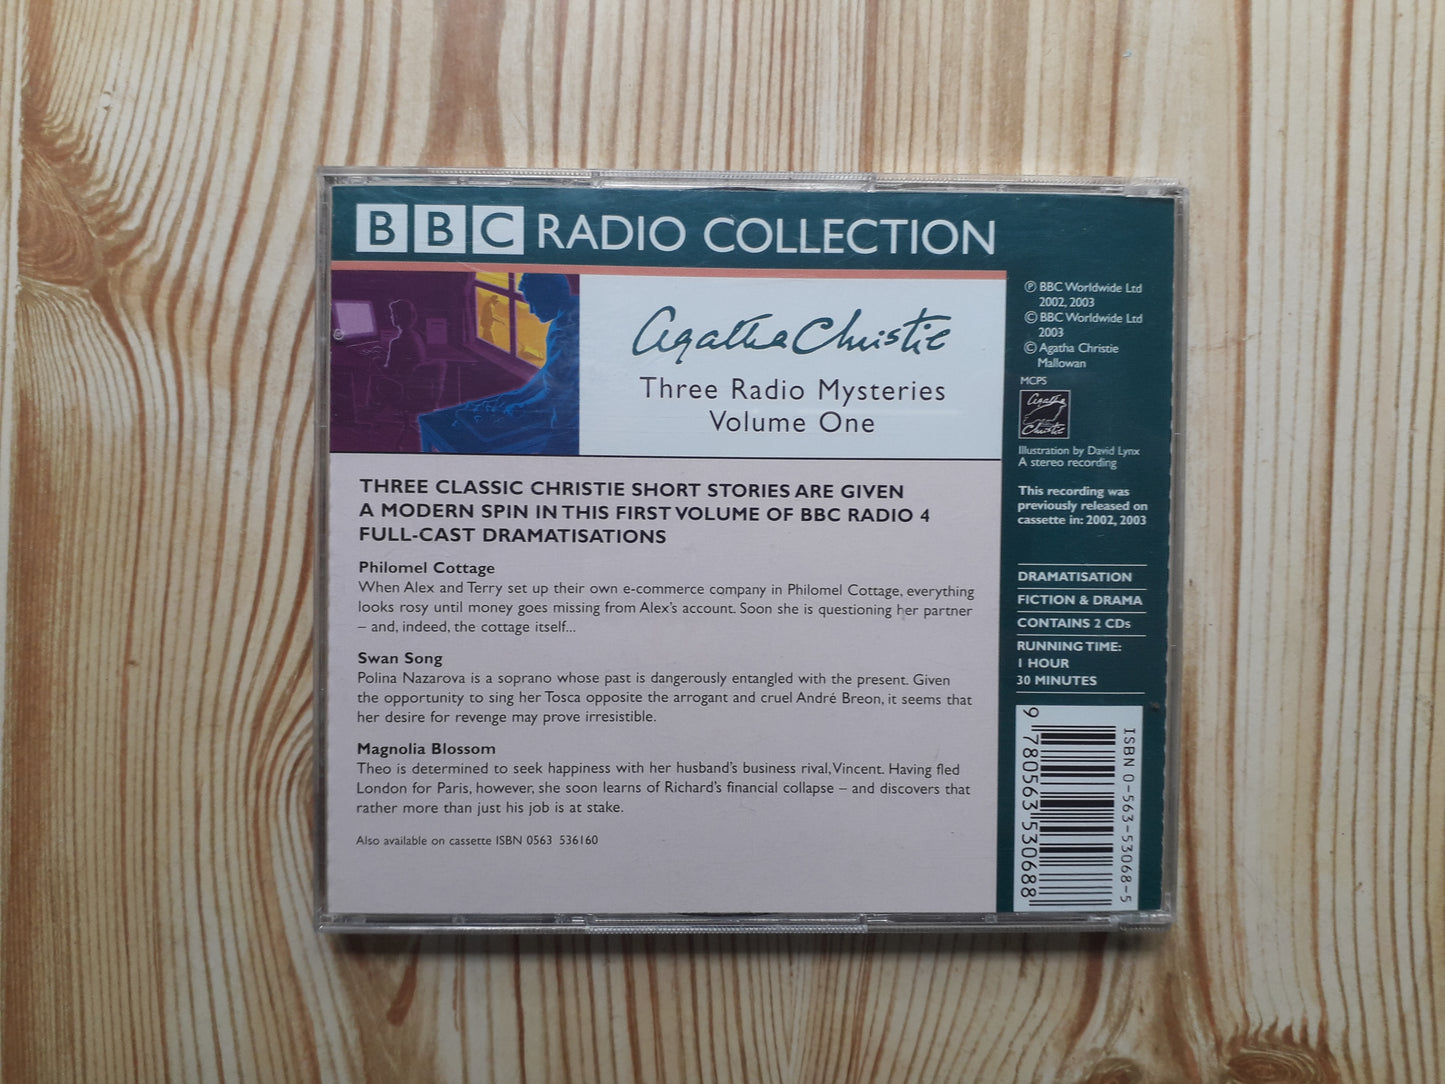 BBC RADIO COLLECTION
Agatha Christie
Three Radio Mysteries
Volume One
THREE CLASSIC CHRISTIE SHORT STORIES ARE GIVEN
A MODERN SPIN IN THIS FIRST VOLUME OF BBC RADIO 4
FULL-CAST DRAMATISATIONS
Philomel Cottage
When Alex and Terry set up their own e-commerce company in Philomel Cottage, everything
looks rosy until money goes missing from Alex's account. Soon she is questioning her partner
– and, indeed, the cottage itself...
Swan Song
Polina Nazarova is a soprano whose past is dangerously entangled with the present. Given
the opportunity to sing her Tosca opposite the arrogant and cruel André Breon, it seems that
her desire for revenge may prove irresistible.
Magnolia Blossom
Theo is determined to seek happiness with her husband's business rival, Vincent. Having fled
London for Paris, however, she soon learns of Richard's financial collapse – and discovers that
rather more than just his job is at stake.
Also available on cassette ISBN 0563 536160
℗ BBC Worldwide Ltd
2002, 2003
© BBC Worldwide Ltd
2003
© Agatha Christie
Mallowan
MCPS
Agatha
Christie
Illustration by David Lynx
A stereo recording
This recording was
previously released on
cassette in: 2002, 2003
DRAMATISATION
FICTION & DRAMA
CONTAINS 2 CDs
RUNNING TIME:
1 HOUR
30 MINUTES
ISBN 0-563-53068-5
9 780563 530688